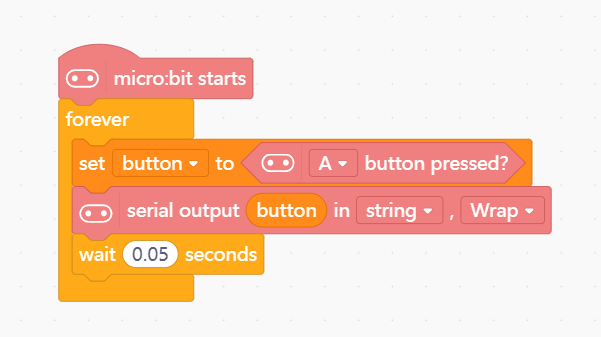 micro:bit starts
forever
set button to A button pressed?
serial output button in string , Wrap
wait 0.05 seconds